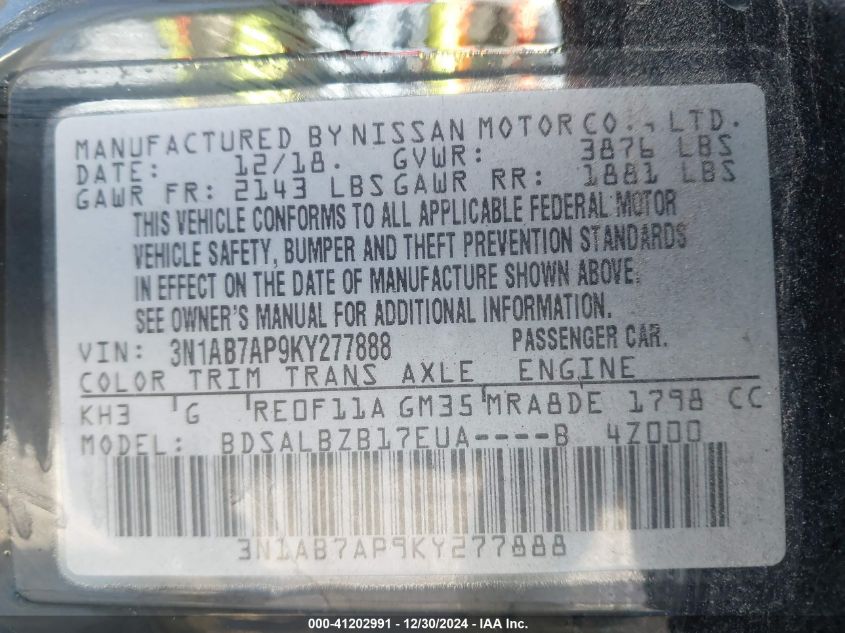 MANUFACTURED BY NISSAN MOTOR CO., LTD.
DATE: 12/18. GVWR: 3876 LBS
GAWR FR: 2143 LBS GAWR RR: 1881 LBS
THIS VEHICLE CONFORMS TO ALL APPLICABLE FEDERAL MOTOR
VEHICLE SAFETY, BUMPER AND THEFT PREVENTION STANDARDS
IN EFFECT ON THE DATE OF MANUFACTURE SHOWN ABOVE.
SEE OWNER'S MANUAL FOR ADDITIONAL INFORMATION.
VIN: 3N1AB7AP9KY277888 PASSENGER CAR.
COLOR TRIM TRANS AXLE ENGINE
KH3 G RE0F11A GM35 MRA8DE 1798 CC
MODEL: BDSALBZB17EUA----B 4Z000
3N1AB7AP9KY277888
000-41202991 - 12/30/2024 - IAA Inc.